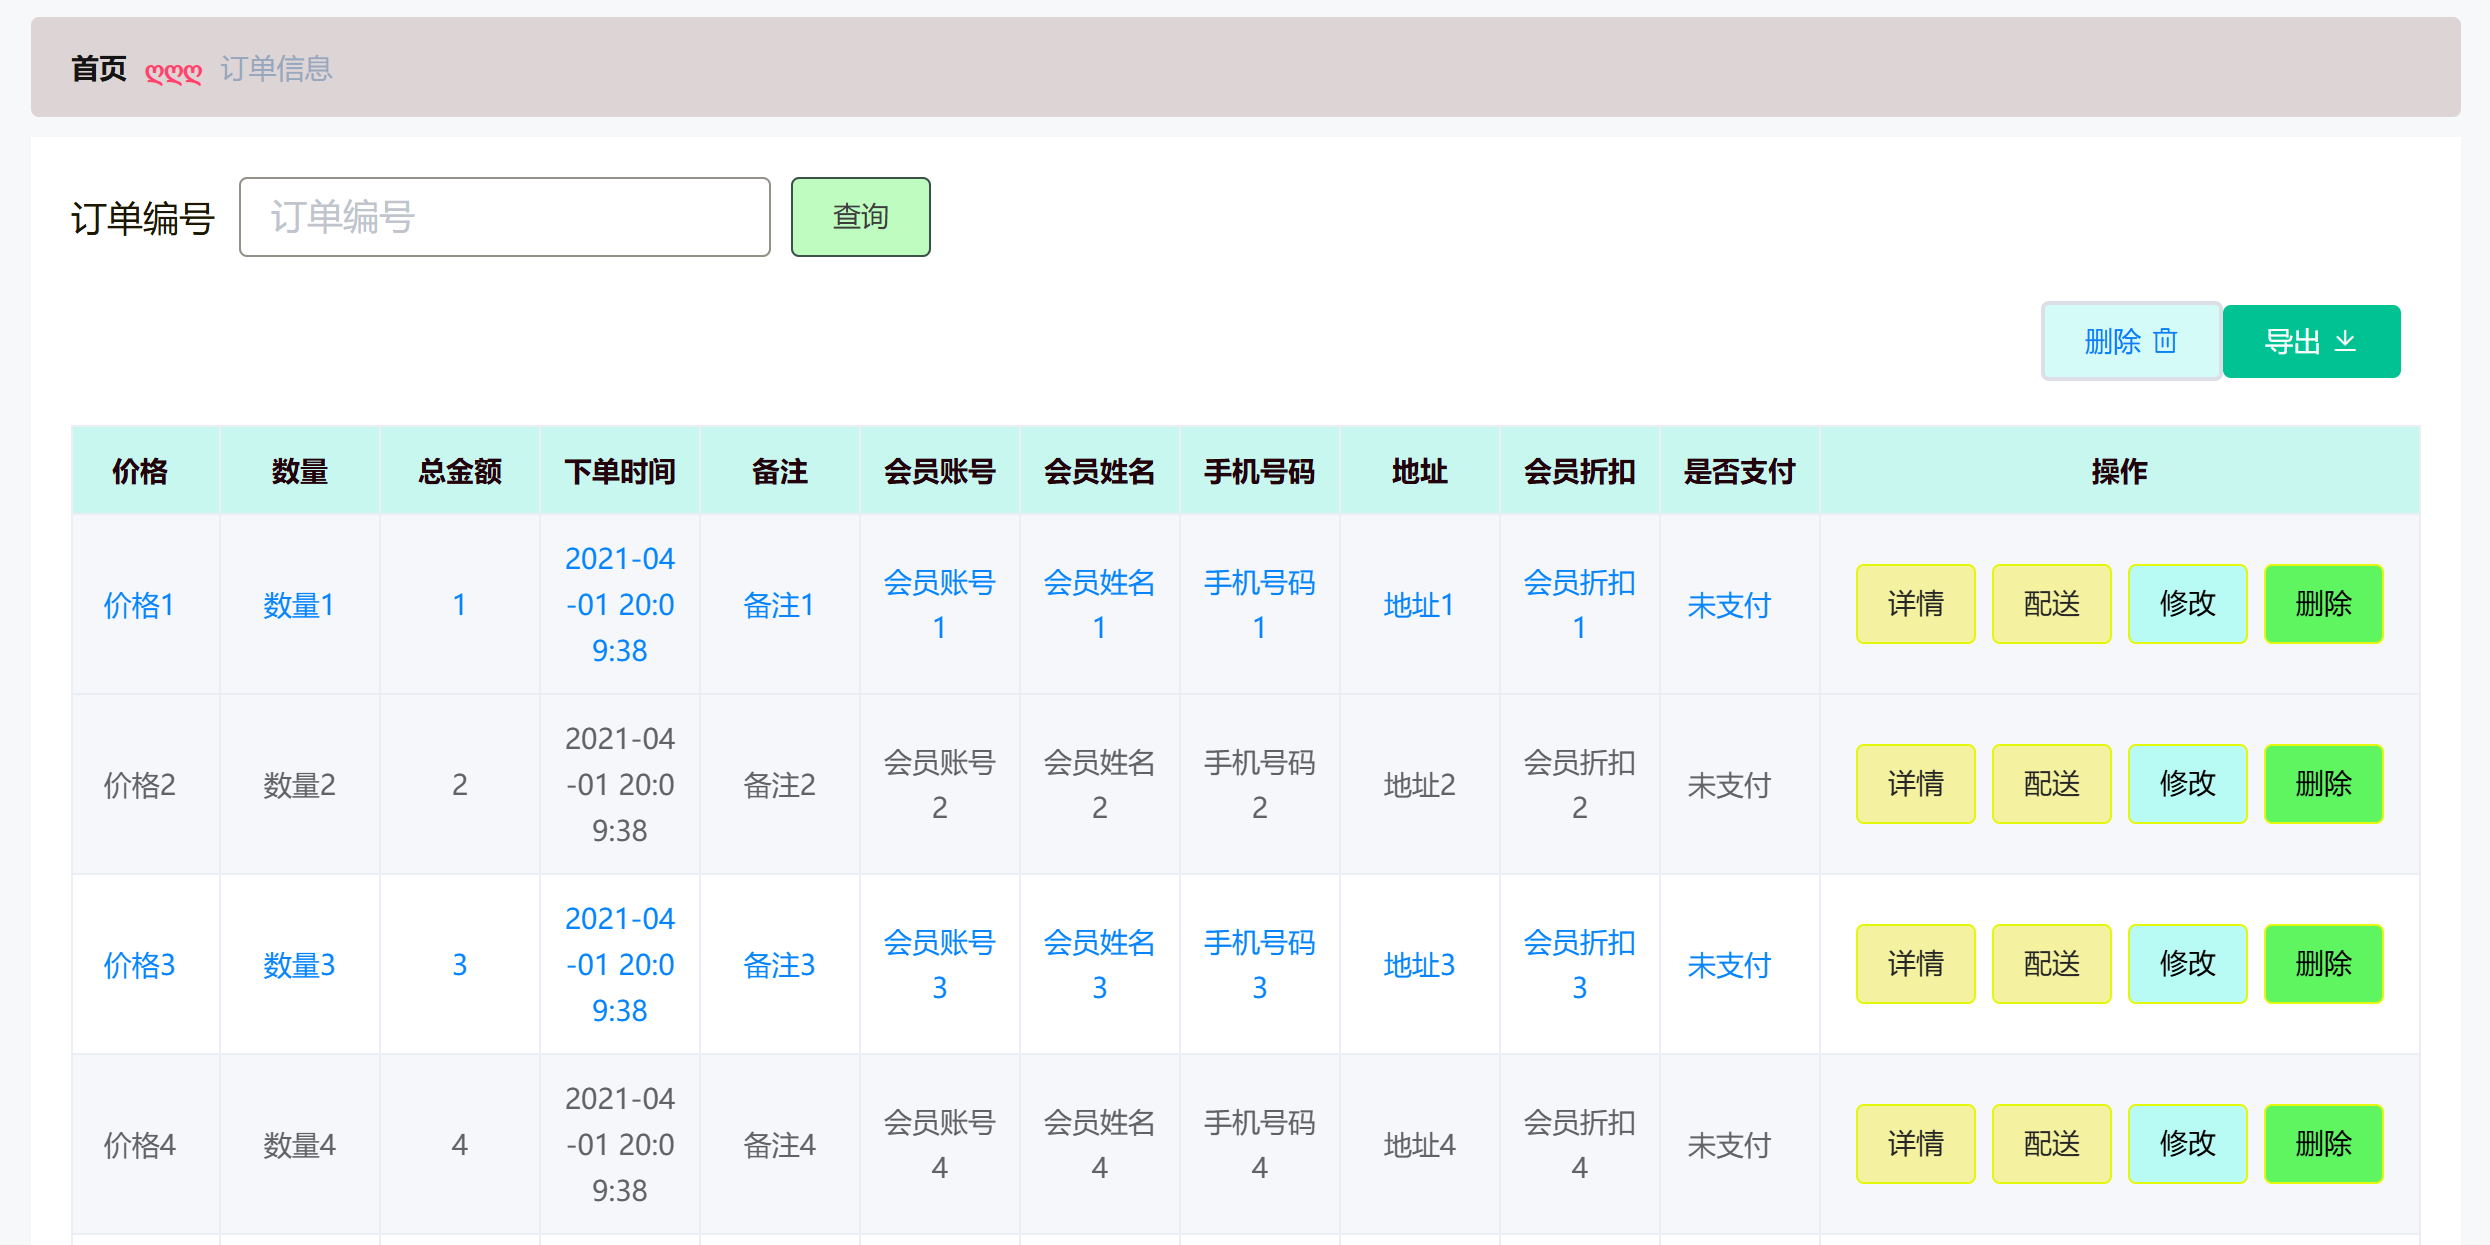 首页 ღღღ 订单信息
订单编号 订单编号 查询
删除 导出
价格 数量 总金额 下单时间 备注 会员账号 会员姓名 手机号码 地址 会员折扣 是否支付 操作
价格1 数量1 1 2021-04-01 20:09:38 备注1 会员账号1 会员姓名1 手机号码1 地址1 会员折扣1 未支付 详情 配送 修改 删除
价格2 数量2 2 2021-04-01 20:09:38 备注2 会员账号2 会员姓名2 手机号码2 地址2 会员折扣2 未支付 详情 配送 修改 删除
价格3 数量3 3 2021-04-01 20:09:38 备注3 会员账号3 会员姓名3 手机号码3 地址3 会员折扣3 未支付 详情 配送 修改 删除
价格4 数量4 4 2021-04-01 20:09:38 备注4 会员账号4 会员姓名4 手机号码4 地址4 会员折扣4 未支付 详情 配送 修改 删除